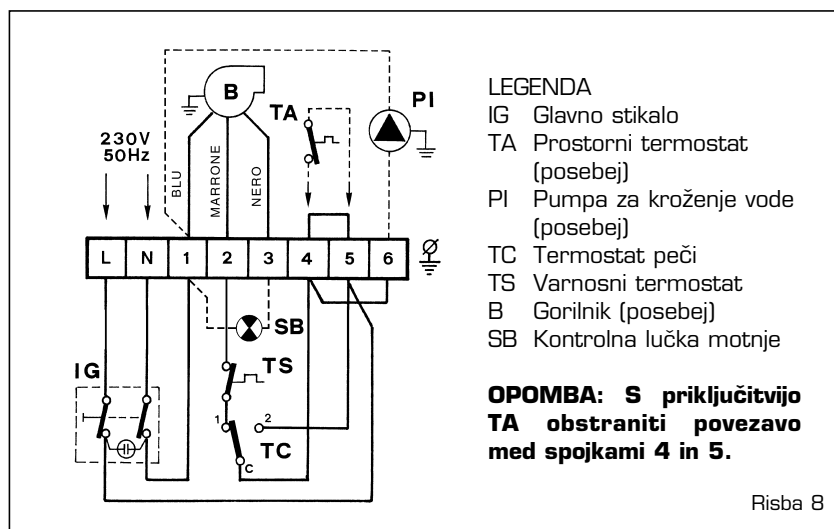 B
PI
TA
230V
50Hz
BLU
MARRONE
NERO
L N 1 2 3 4 5 6
SB
IG
TS
1
2
TC
C
LEGENDA
IG Glavno stikalo
TA Prostorni termostat
(posebej)
PI Pumpa za kroženje vode
(posebej)
TC Termostat peči
TS Varnosni termostat
B Gorilnik (posebej)
SB Kontrolna lučka motnje
OPOMBA: S priključitvijo
TA obstraniti povezavo
med spojkami 4 in 5.
Risba 8